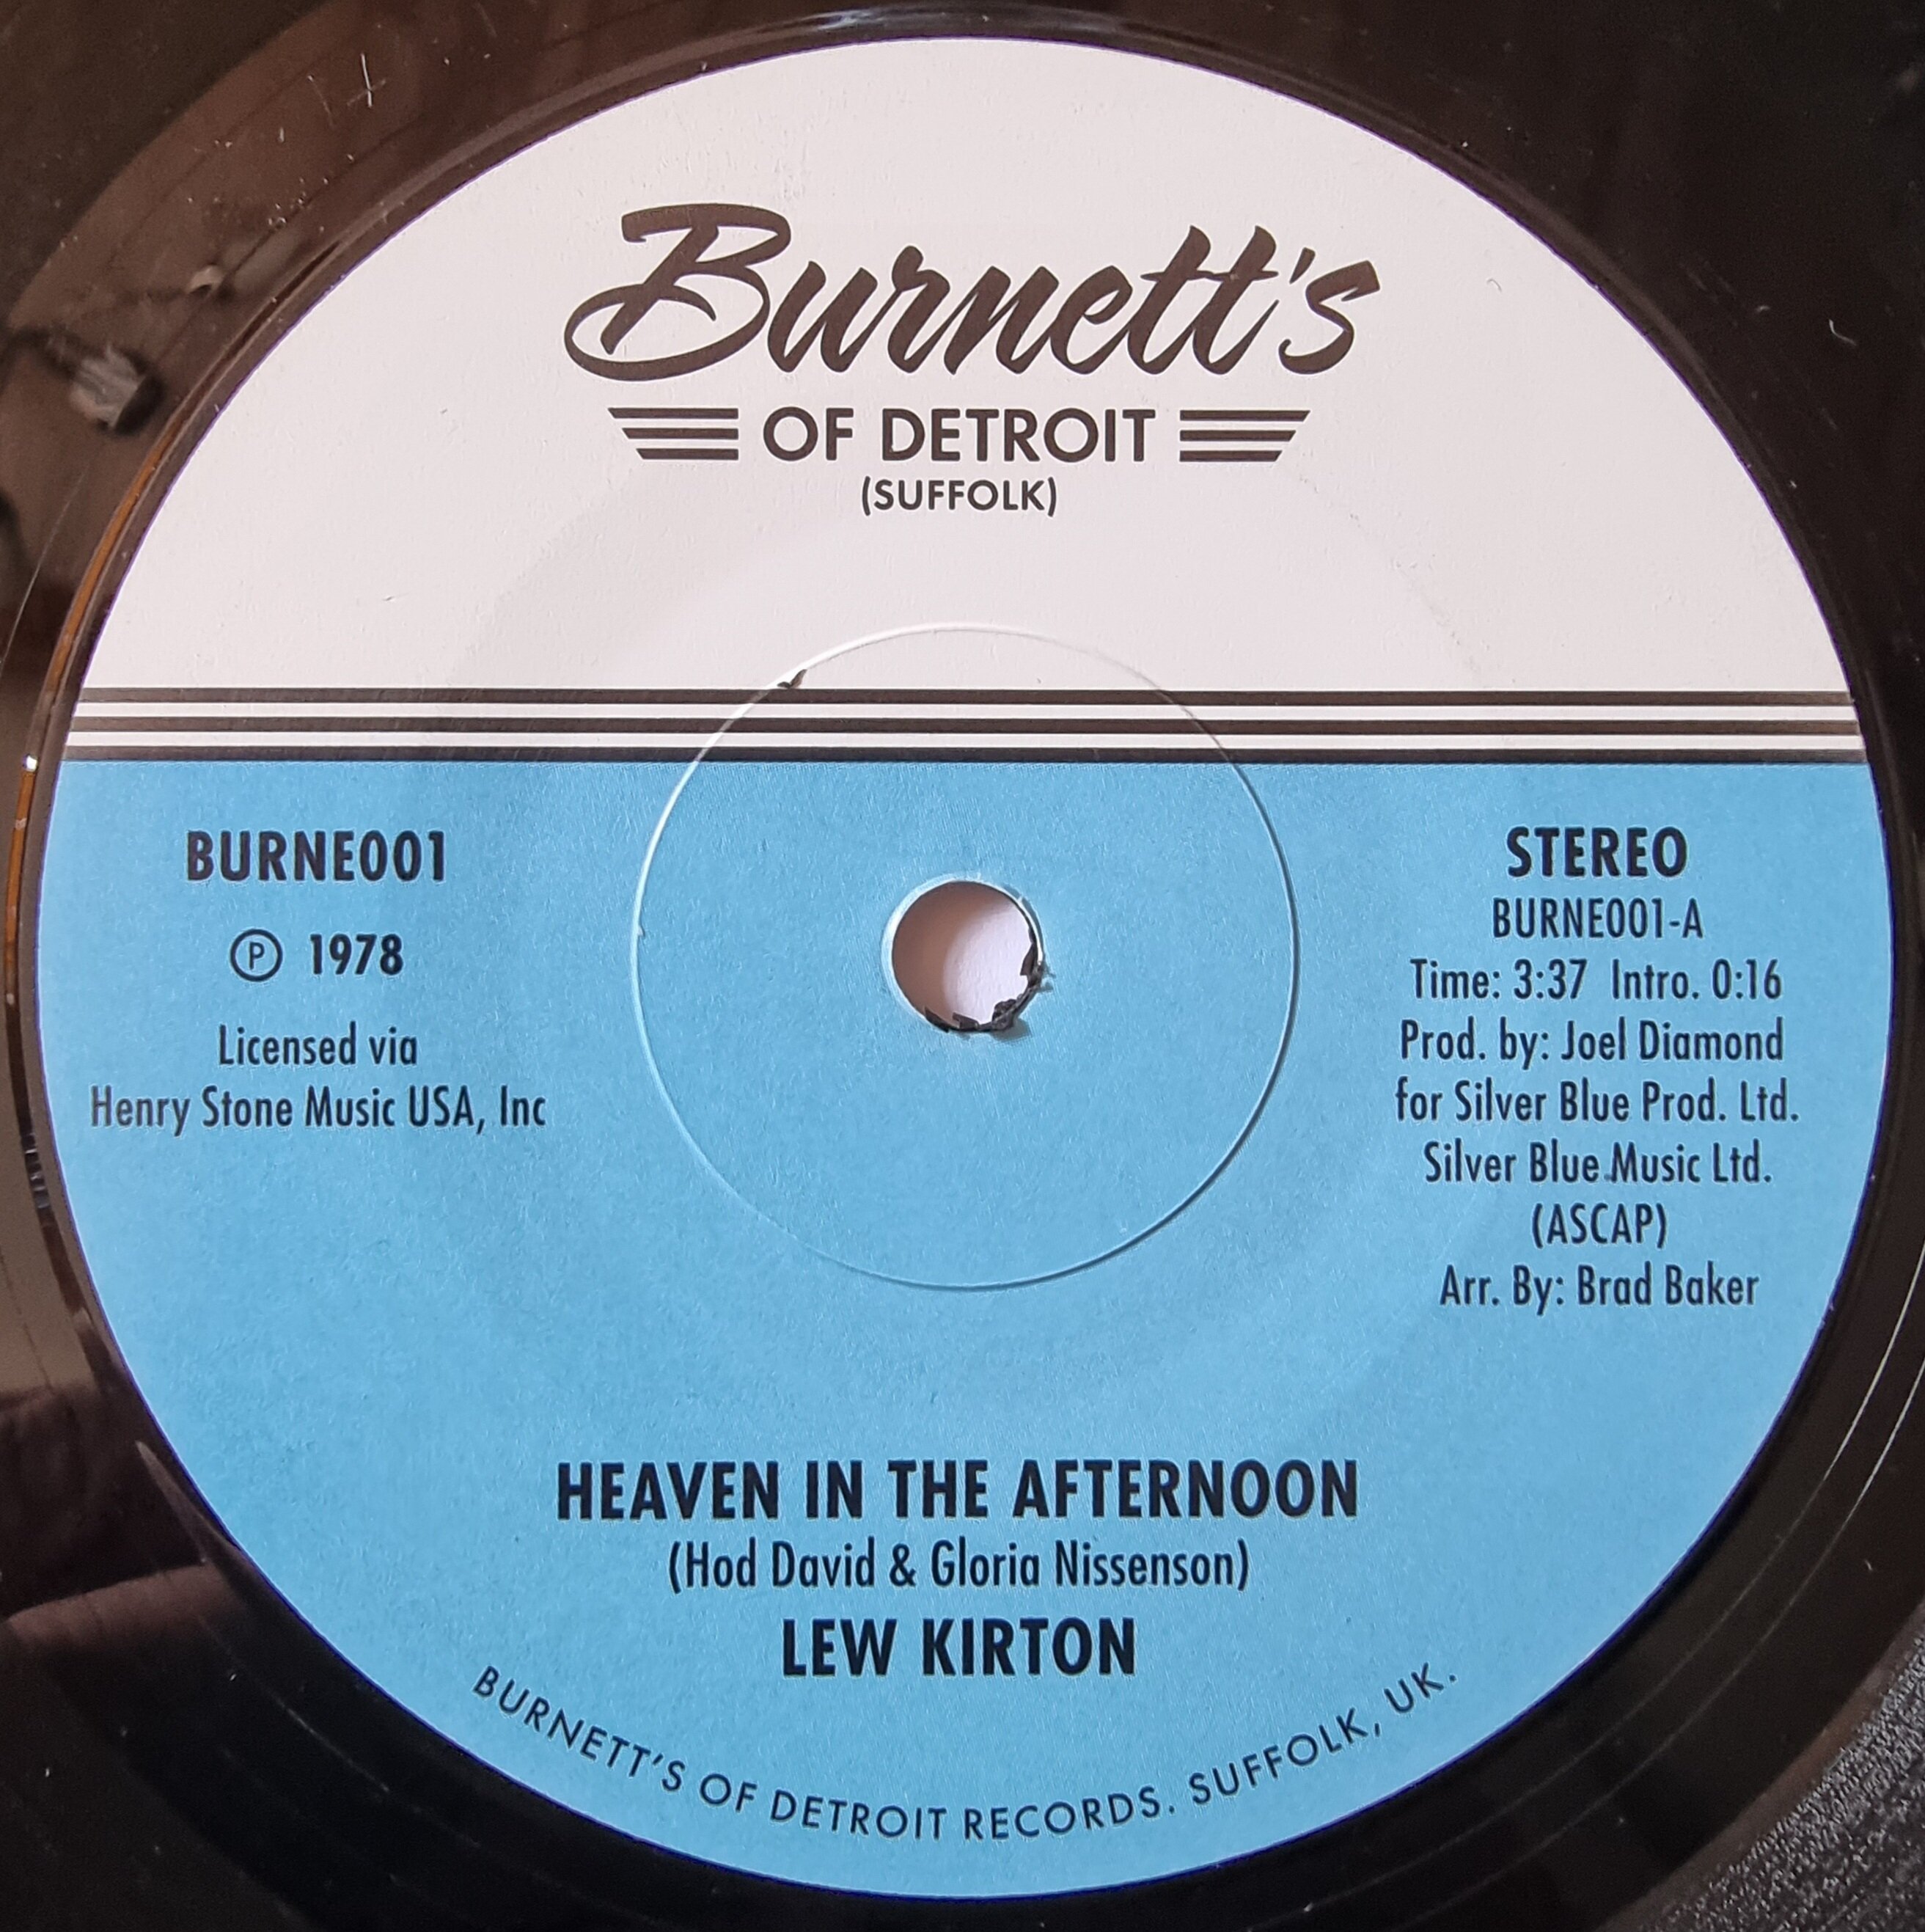 Burnett's
OF DETROIT
(SUFFOLK)
BURNE001
Ⓟ 1978
Licensed via
Henry Stone Music USA, Inc
STEREO
BURNE001-A
Time: 3:37 Intro. 0:16
Prod. by: Joel Diamond
for Silver Blue Prod. Ltd.
Silver Blue Music Ltd.
(ASCAP)
Arr. By: Brad Baker
HEAVEN IN THE AFTERNOON
(Hod David & Gloria Nissenson)
LEW KIRTON
BURNETT'S OF DETROIT RECORDS. SUFFOLK, UK.